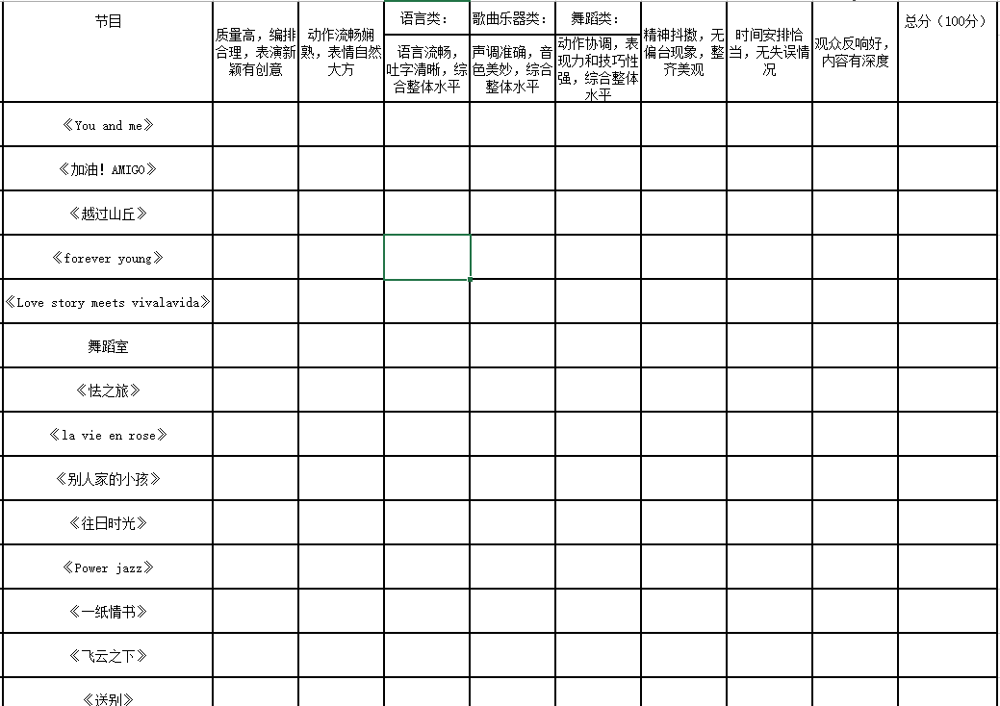 节目
质量高，编排
合理，表演新
颖有创意
动作流畅娴
熟，表情自然
大方
语言类：
语言流畅，
吐字清晰，综
合整体水平
歌曲乐器类：
声调准确，音
色美妙，综合
整体水平
舞蹈类：
动作协调，表
现力和技巧性
强，综合整体
水平
精神抖擞，无
偏台现象，整
齐美观
时间安排恰
当，无失误情
况
观众反响好，
内容有深度
总分（100分）
《You and me》
《加油！AMIGO》
《越过山丘》
《forever young》
《Love story meets vivalavida》
舞蹈室
《怯之旅》
《la vie en rose》
《别人家的小孩》
《往日时光》
《Power jazz》
《一纸情书》
《飞云之下》
《送别》